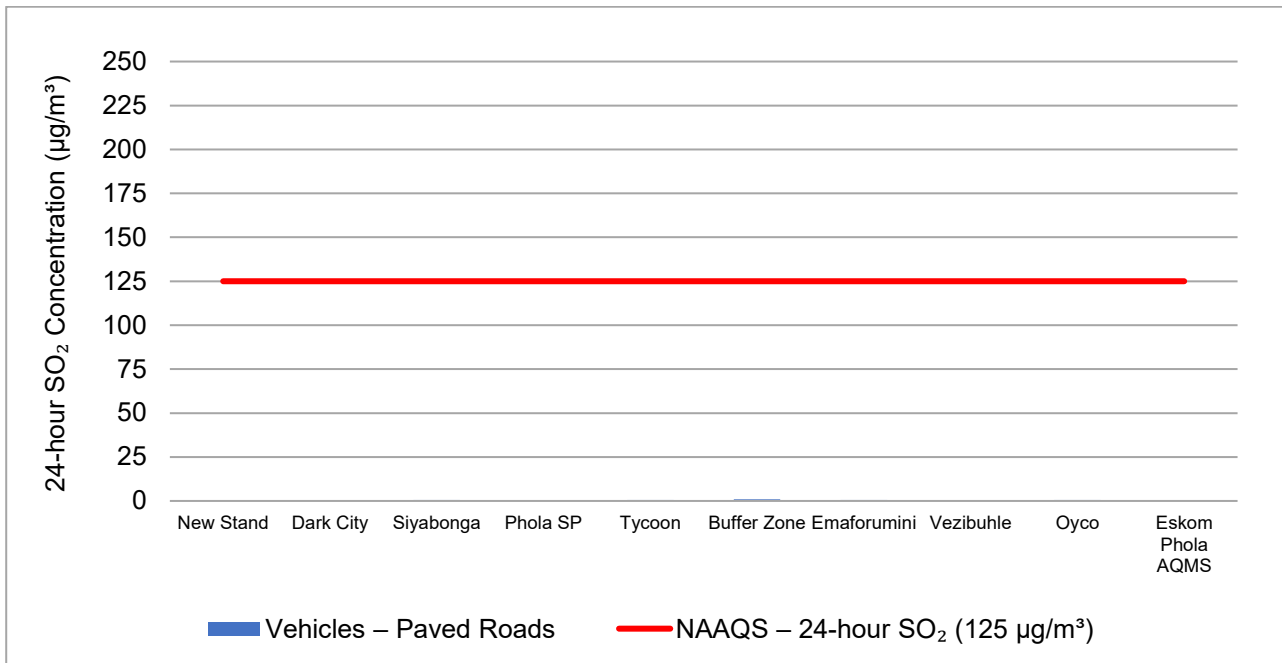 24-hour SO₂ Concentration (µg/m³)
250
225
200
175
150
125
100
75
50
25
0
New Stand
Dark City
Siyabonga
Phola SP
Tycoon
Buffer Zone
Emaforumini
Vezibuhle
Oyco
Eskom
Phola
AQMS
Vehicles – Paved Roads
NAAQS – 24-hour SO₂ (125 µg/m³)